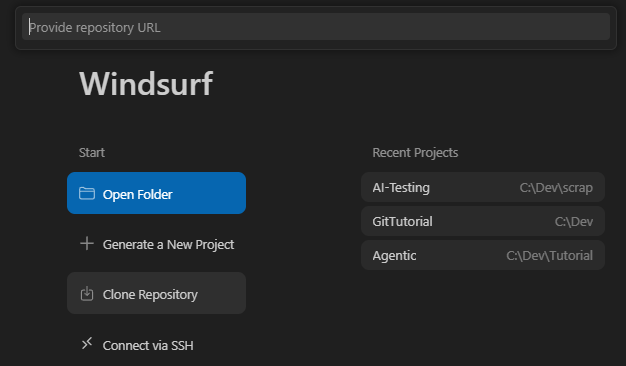 Provide repository URL
Windsurf
Start
Open Folder
Generate a New Project
Clone Repository
Connect via SSH
Recent Projects
AI-Testing C:\Dev\scrap
GitTutorial C:\Dev
Agentic C:\Dev\Tutorial